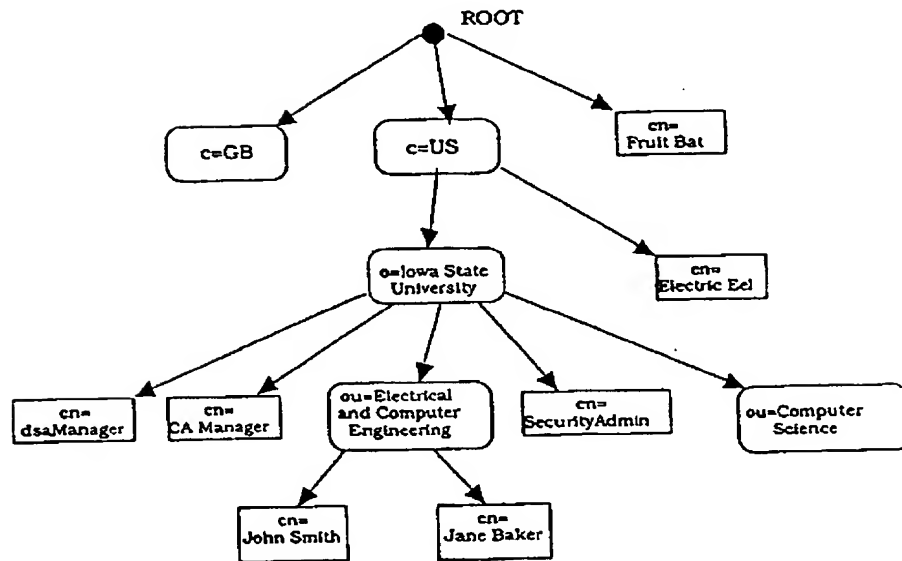 ROOT
c=GB
c=US
cn=
Fruit Bat
o=Iowa State
University
cn=
Electric Eel
cn=
dsaManager
cn=
CA Manager
ou=Electrical
and Computer
Engineering
cn=
SecurityAdmin
ou=Computer
Science
cn=
John Smith
cn=
Jane Baker